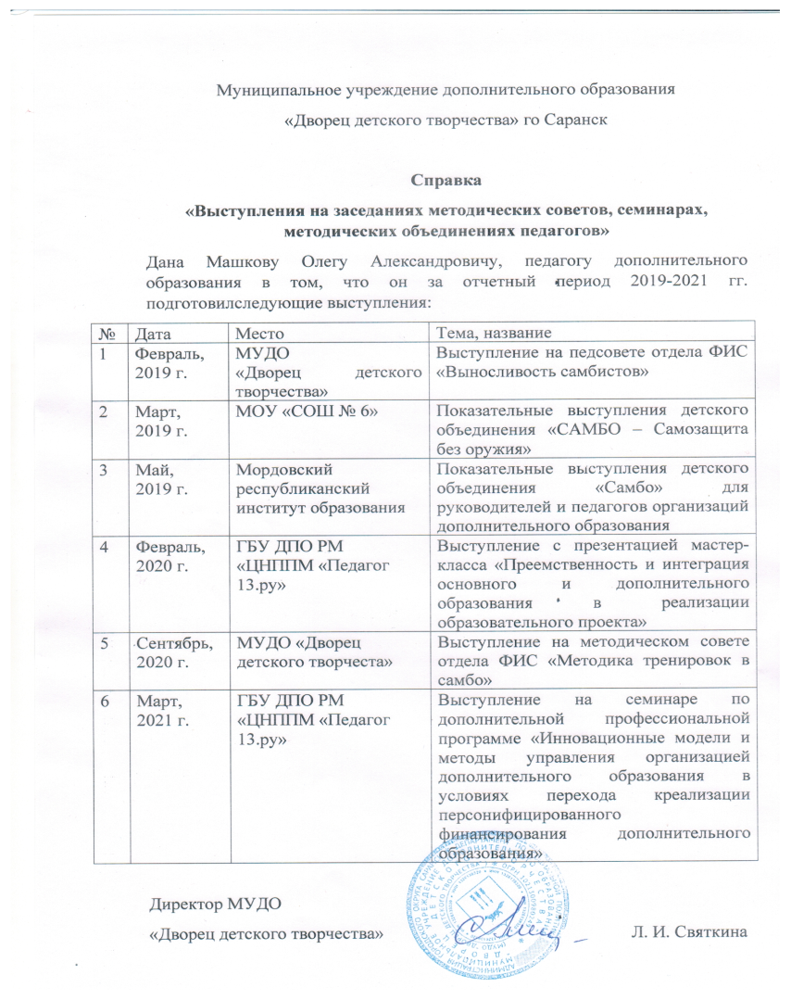 Муниципальное учреждение дополнительного образования
«Дворец детского творчества» го Саранск
Справка
«Выступления на заседаниях методических советов, семинарах,
методических объединениях педагогов»
Дана Машкову Олегу Александровичу, педагогу дополнительного
образования в том, что он за отчетный период 2019-2021 гг.
подготовилследующие выступления:
№ Дата Место Тема, название
1 Февраль, МУДО Выступление на педсовете отдела ФИС
2019 г. «Дворец детского «Выносливость самбистов»
творчества»
2 Март, МОУ «СОШ № 6» Показательные выступления детского
2019 г. объединения «САМБО – Самозащита
без оружия»
3 Май, Мордовский Показательные выступления детского
2019 г. республиканский объединения «Самбо» для
институт образования руководителей и педагогов организаций
дополнительного образования
4 Февраль, ГБУ ДПО РМ Выступление с презентацией мастер-
2020 г. «ЦНППМ «Педагог класса «Преемственность и интеграция
13.ру» основного и дополнительного
образования в реализации
образовательного проекта»
5 Сентябрь, МУДО «Дворец Выступление на методическом совете
2020 г. детского творчеста» отдела ФИС «Методика тренировок в
самбо»
6 Март, ГБУ ДПО РМ Выступление на семинаре по
2021 г. «ЦНППМ «Педагог дополнительной профессиональной
13.ру» программе «Инновационные модели и
методы управления организацией
дополнительного образования в
условиях перехода креализации
персонифицированного
финансирования дополнительного
образования»
Директор МУДО
«Дворец детского творчества» Л. И. Святкина